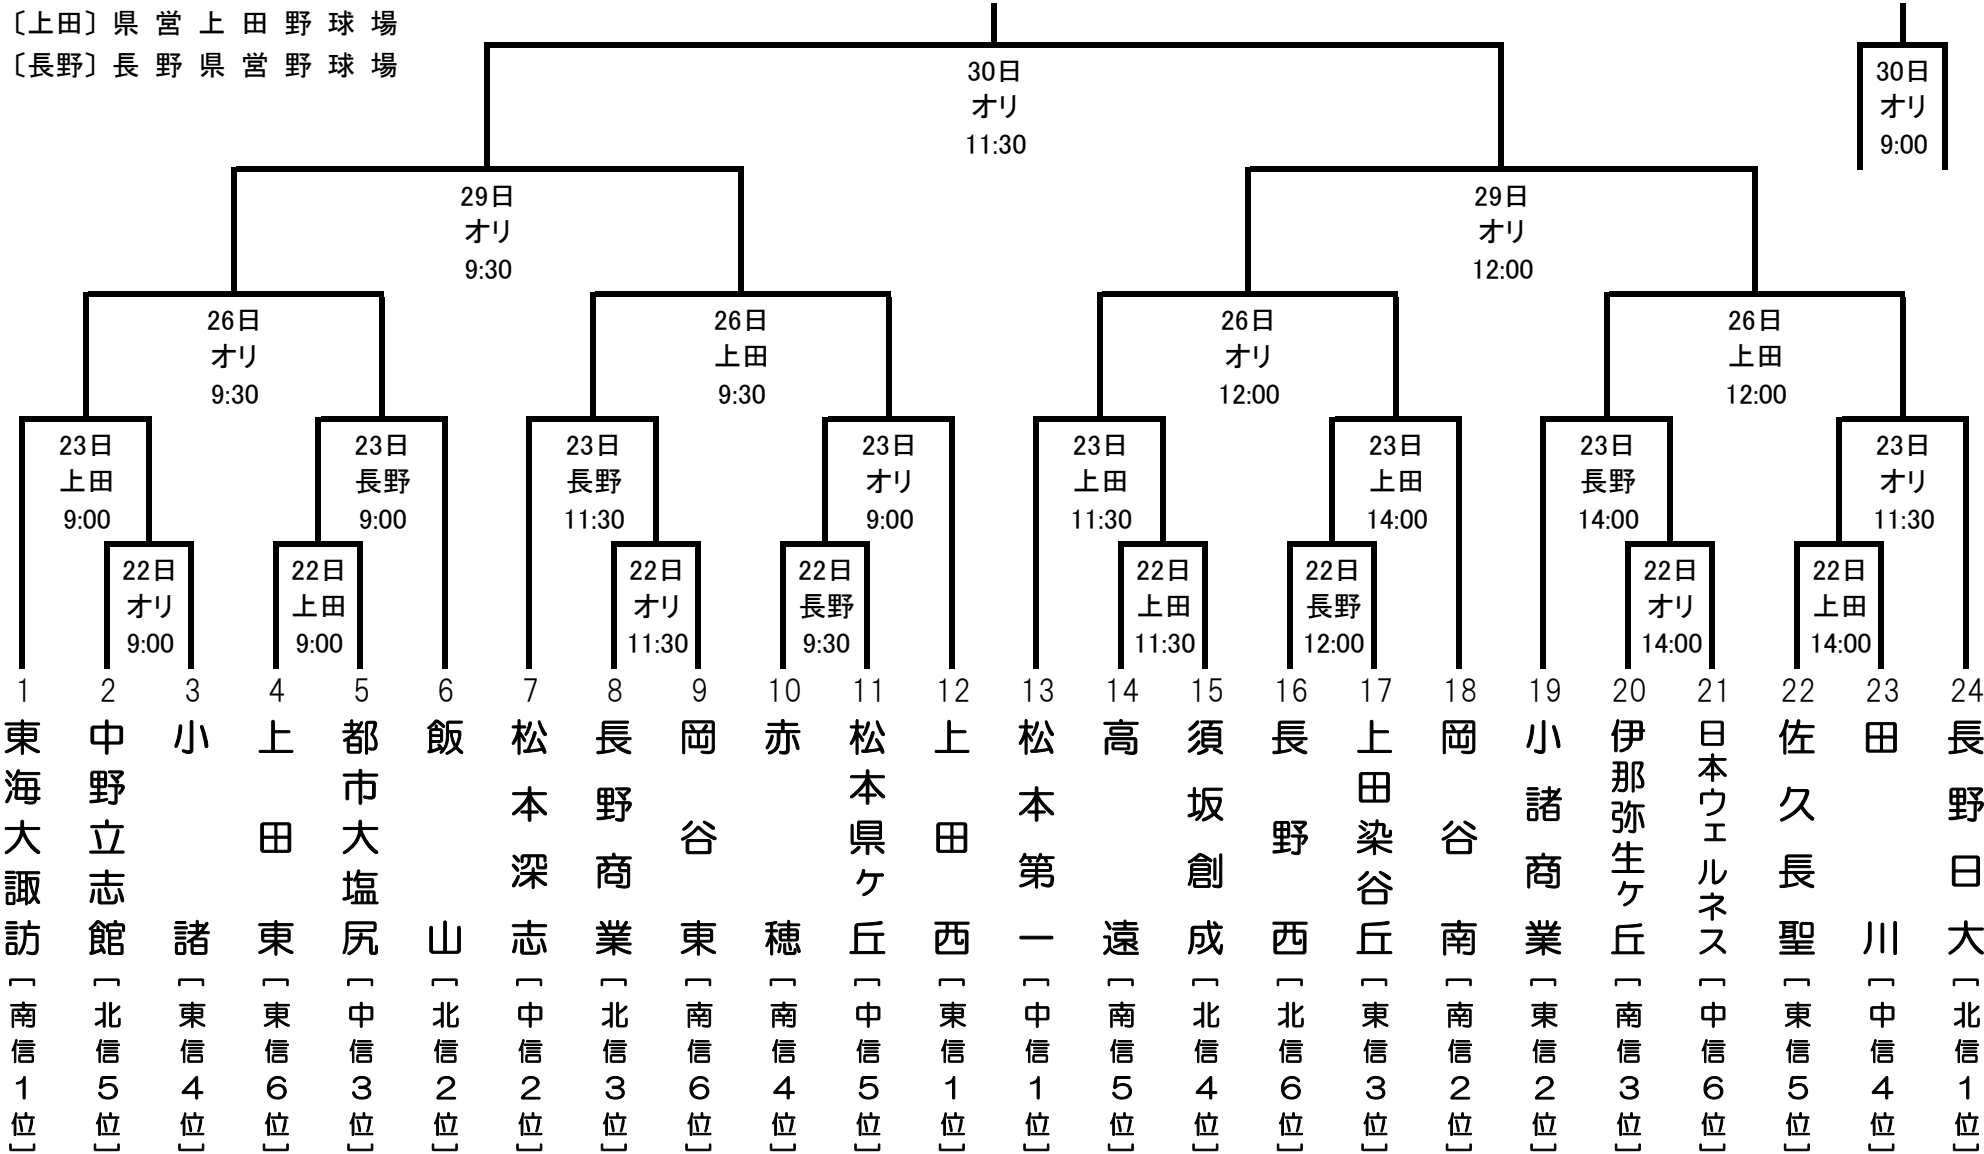 〔上田〕県営上田野球場
〔長野〕長野県営野球場
30日
オリ
11:30
30日
オリ
9:00
29日
オリ
9:30
29日
オリ
12:00
26日
オリ
9:30
26日
上田
9:30
26日
オリ
12:00
26日
上田
12:00
23日
上田
9:00
23日
長野
9:00
23日
長野
11:30
23日
オリ
9:00
23日
上田
11:30
23日
上田
14:00
23日
長野
14:00
23日
オリ
11:30
22日
オリ
9:00
22日
上田
9:00
22日
オリ
11:30
22日
長野
9:30
22日
上田
11:30
22日
長野
12:00
22日
オリ
14:00
22日
上田
14:00
1 東海大諏訪［南信1位］
2 中野立志館［北信5位］
3 小諸［東信4位］
4 上田東［東信6位］
5 都市大塩尻［中信3位］
6 飯山［北信2位］
7 松本深志［中信2位］
8 長野商業［北信3位］
9 岡谷東［南信6位］
10 赤穂［南信4位］
11 松本県ケ丘［中信5位］
12 上田西［東信1位］
13 松本第一［中信1位］
14 高遠［南信5位］
15 須坂創成［北信4位］
16 長野西［北信6位］
17 上田染谷丘［東信3位］
18 岡谷南［南信2位］
19 小諸商業［東信2位］
20 伊那弥生ケ丘［南信3位］
21 日本ウェルネス［中信6位］
22 佐久長聖［東信5位］
23 田川［中信4位］
24 長野日大［北信1位］